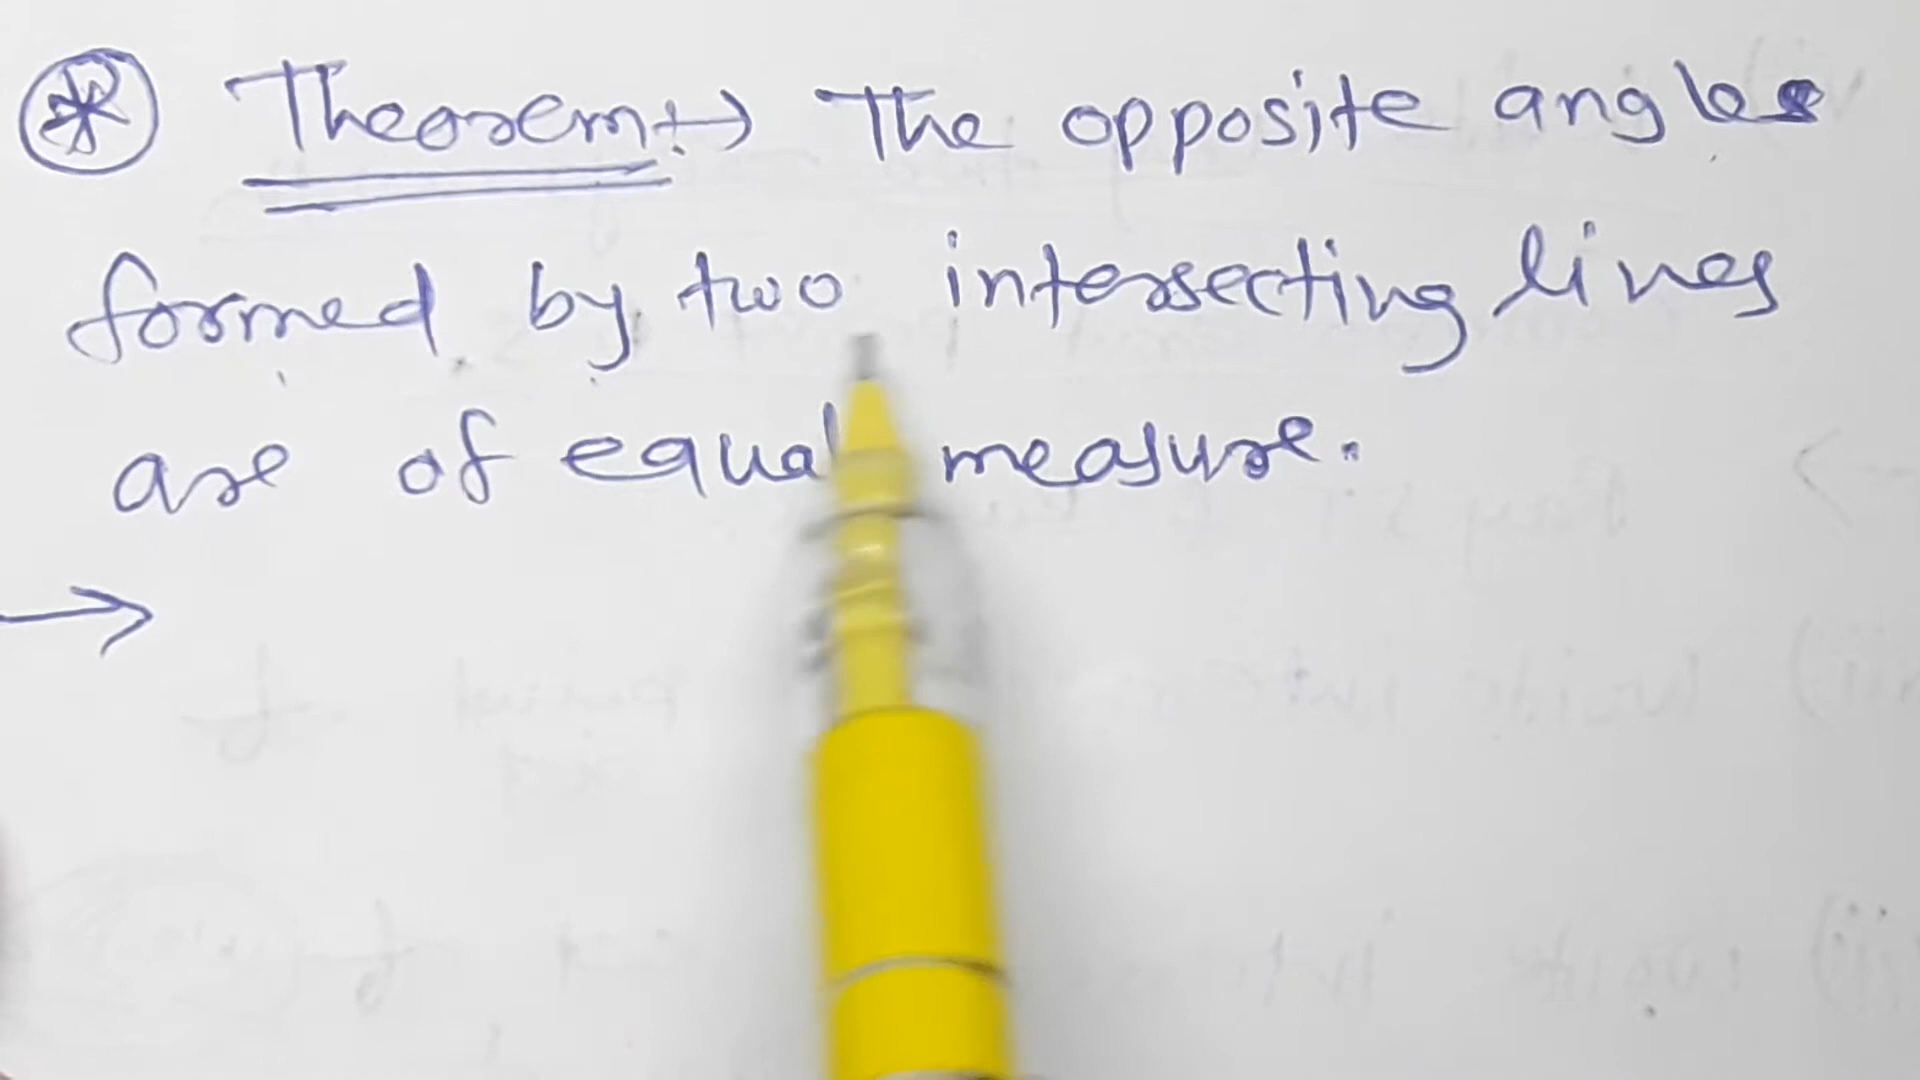 Theorem :→ The opposite angles
formed by two intersecting lines
are of equal measure.
→